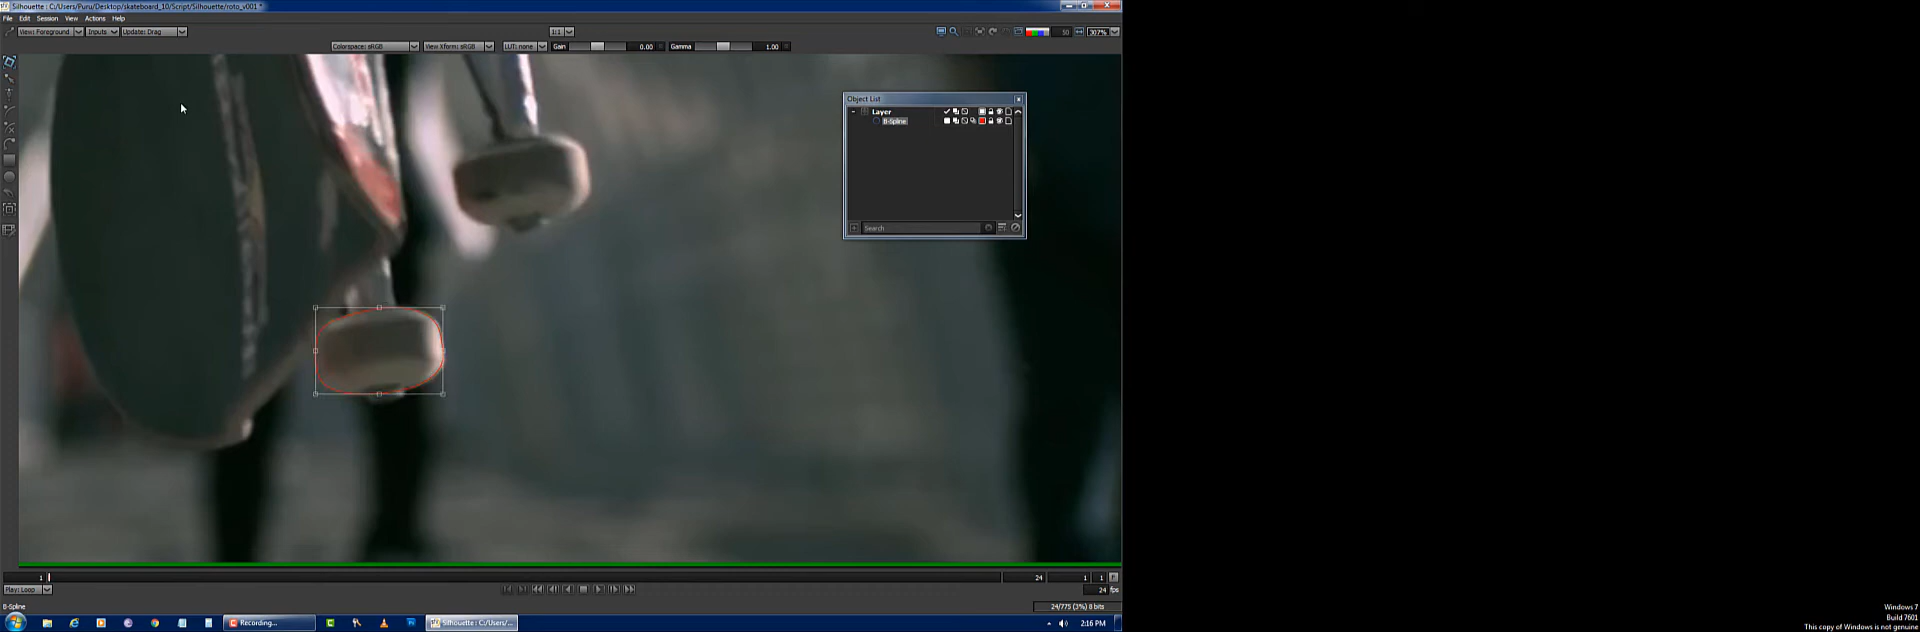 Silhouette : C:/Users/Puru/Desktop/skateboard_10/Script/Silhouette/roto_v001 *
File Edit Session View Actions Help
View: Foreground Inputs Update: Drag 1:1 50 307%
Colorspace: sRGB View Xform: sRGB LUT: none Gain 0.00 Gamma 1.00
Object List
Layer
B-Spline
Search
1 24 1 1
Play: Loop 24 fps
B-Spline 24/775 (3%) 8 bits
Recording... Silhouette : C:/Users/... 2:16 PM
Windows 7
Build 7601
This copy of Windows is not genuine